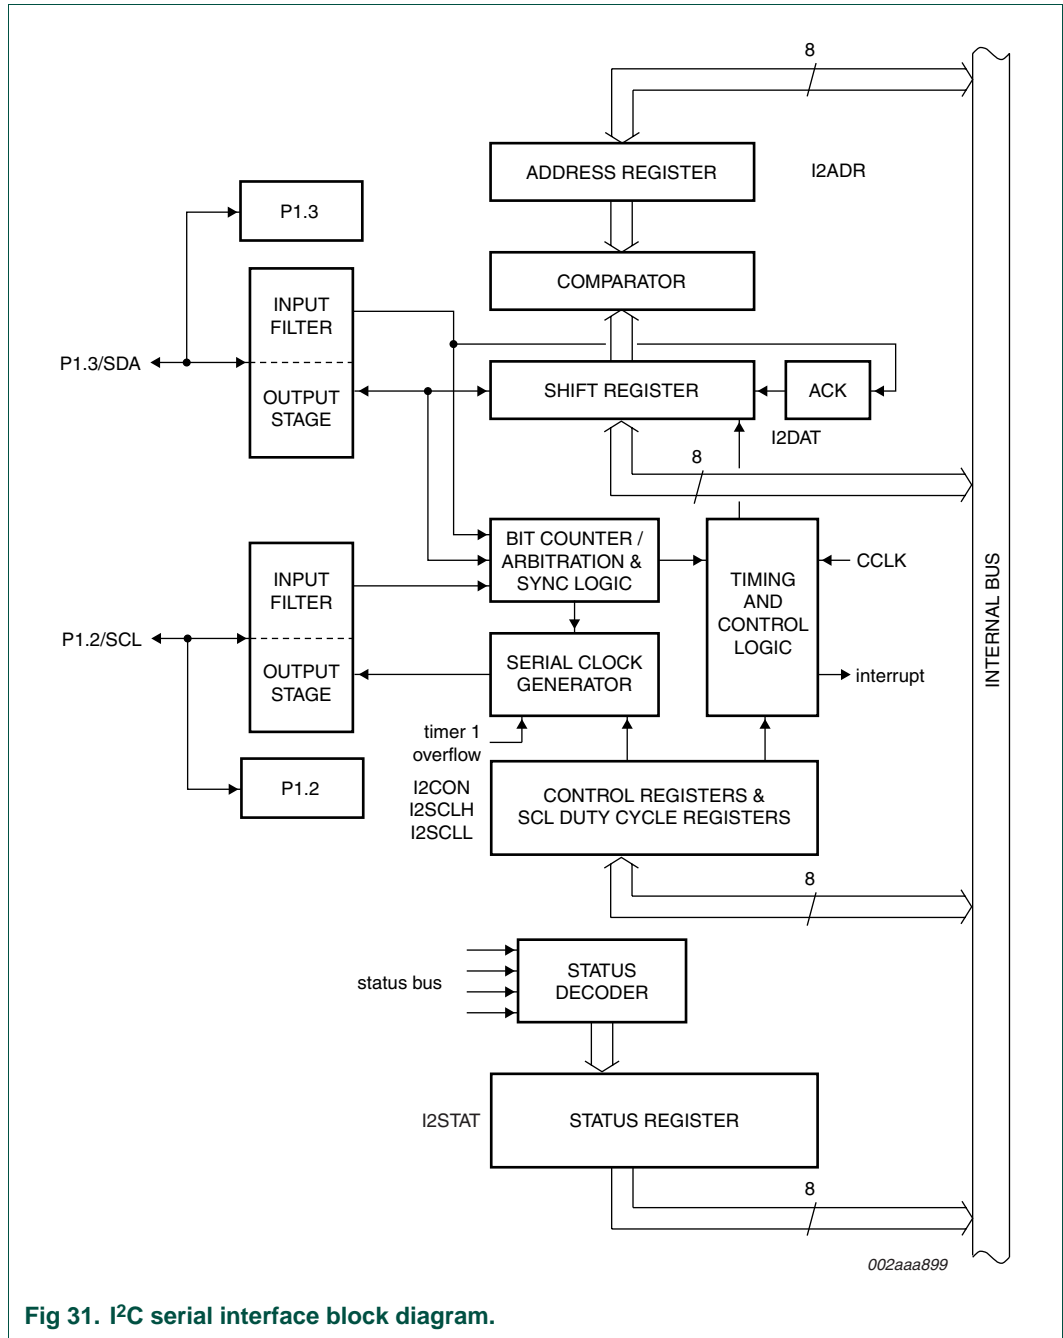 8
ADDRESS REGISTER
I2ADR
P1.3
COMPARATOR
INPUT
FILTER
P1.3/SDA
OUTPUT
STAGE
SHIFT REGISTER
ACK
I2DAT
8
BIT COUNTER /
ARBITRATION &
SYNC LOGIC
INPUT
FILTER
P1.2/SCL
OUTPUT
STAGE
TIMING
AND
CONTROL
LOGIC
CCLK
interrupt
SERIAL CLOCK
GENERATOR
timer 1
overflow
P1.2
I2CON
I2SCLH
I2SCLL
CONTROL REGISTERS &
SCL DUTY CYCLE REGISTERS
8
INTERNAL BUS
status bus
STATUS
DECODER
I2STAT
STATUS REGISTER
8
002aaa899
Fig 31. I²C serial interface block diagram.